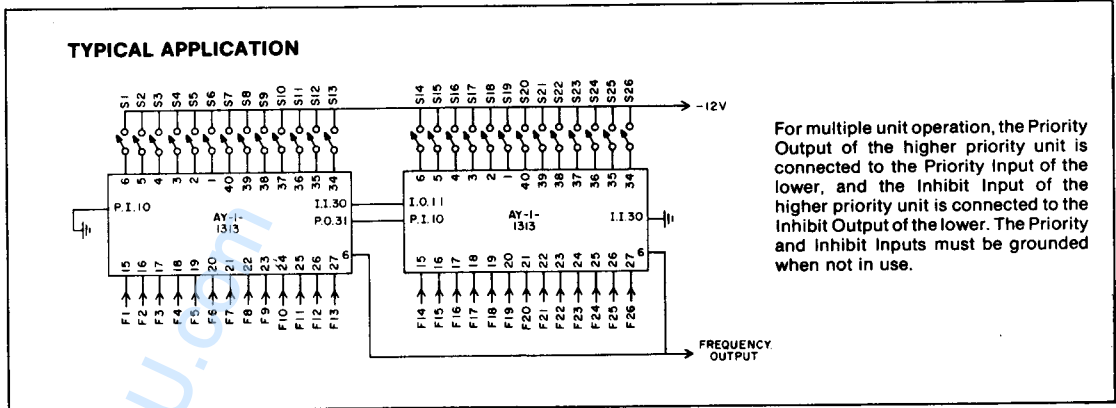 TYPICAL APPLICATION
S1 S2 S3 S4 S5 S6 S7 S8 S9 S10 S11 S12 S13
S14 S15 S16 S17 S18 S19 S20 S21 S22 S23 S24 S25 S26
-12V
6 5 4 3 2 1 40 39 38 37 36 35 34
P.I.10
AY-1-
1313
I.I.30
P.O.31
6
15 16 17 18 19 20 21 22 23 24 25 26 27
F1 F2 F3 F4 F5 F6 F7 F8 F9 F10 F11 F12 F13
6 5 4 3 2 1 40 39 38 37 36 35 34
I.O.11
P.I.10
AY-1-
1313
I.I.30
6
15 16 17 18 19 20 21 22 23 24 25 26 27
F14 F15 F16 F17 F18 F19 F20 F21 F22 F23 F24 F25 F26
FREQUENCY
OUTPUT
For multiple unit operation, the Priority
Output of the higher priority unit is
connected to the Priority Input of the
lower, and the Inhibit Input of the
higher priority unit is connected to the
Inhibit Output of the lower. The Priority
and Inhibit Inputs must be grounded
when not in use.
U.com